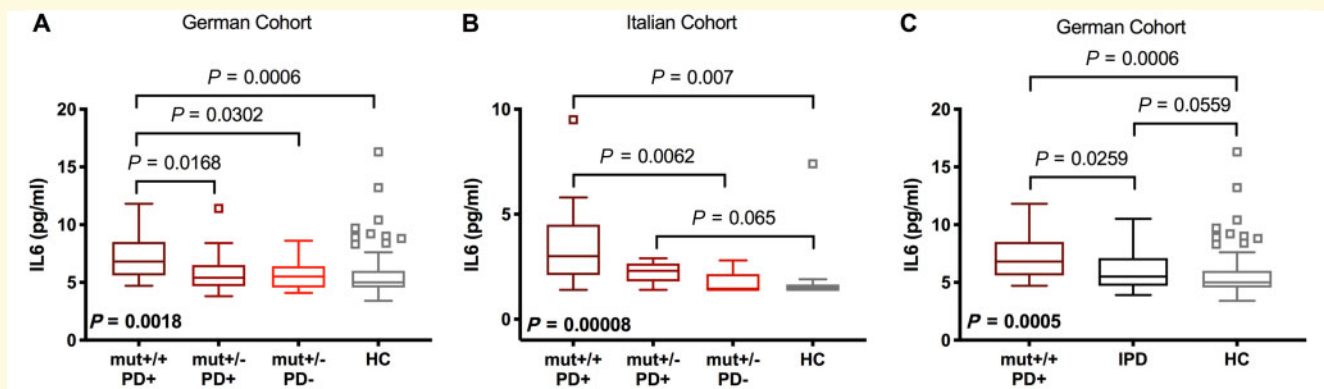 A
German Cohort
P = 0.0006
P = 0.0302
P = 0.0168
20
15
10
5
0
IL6 (pg/ml)
P = 0.0018
mut+/+ mut+/- mut+/- HC
PD+ PD+ PD-
B
Italian Cohort
P = 0.007
P = 0.0062
P = 0.065
10
5
0
IL6 (pg/ml)
P = 0.00008
mut+/+ mut+/- mut+/- HC
PD+ PD+ PD-
C
German Cohort
P = 0.0006
P = 0.0559
P = 0.0259
20
15
10
5
0
IL6 (pg/ml)
P = 0.0005
mut+/+ IPD HC
PD+